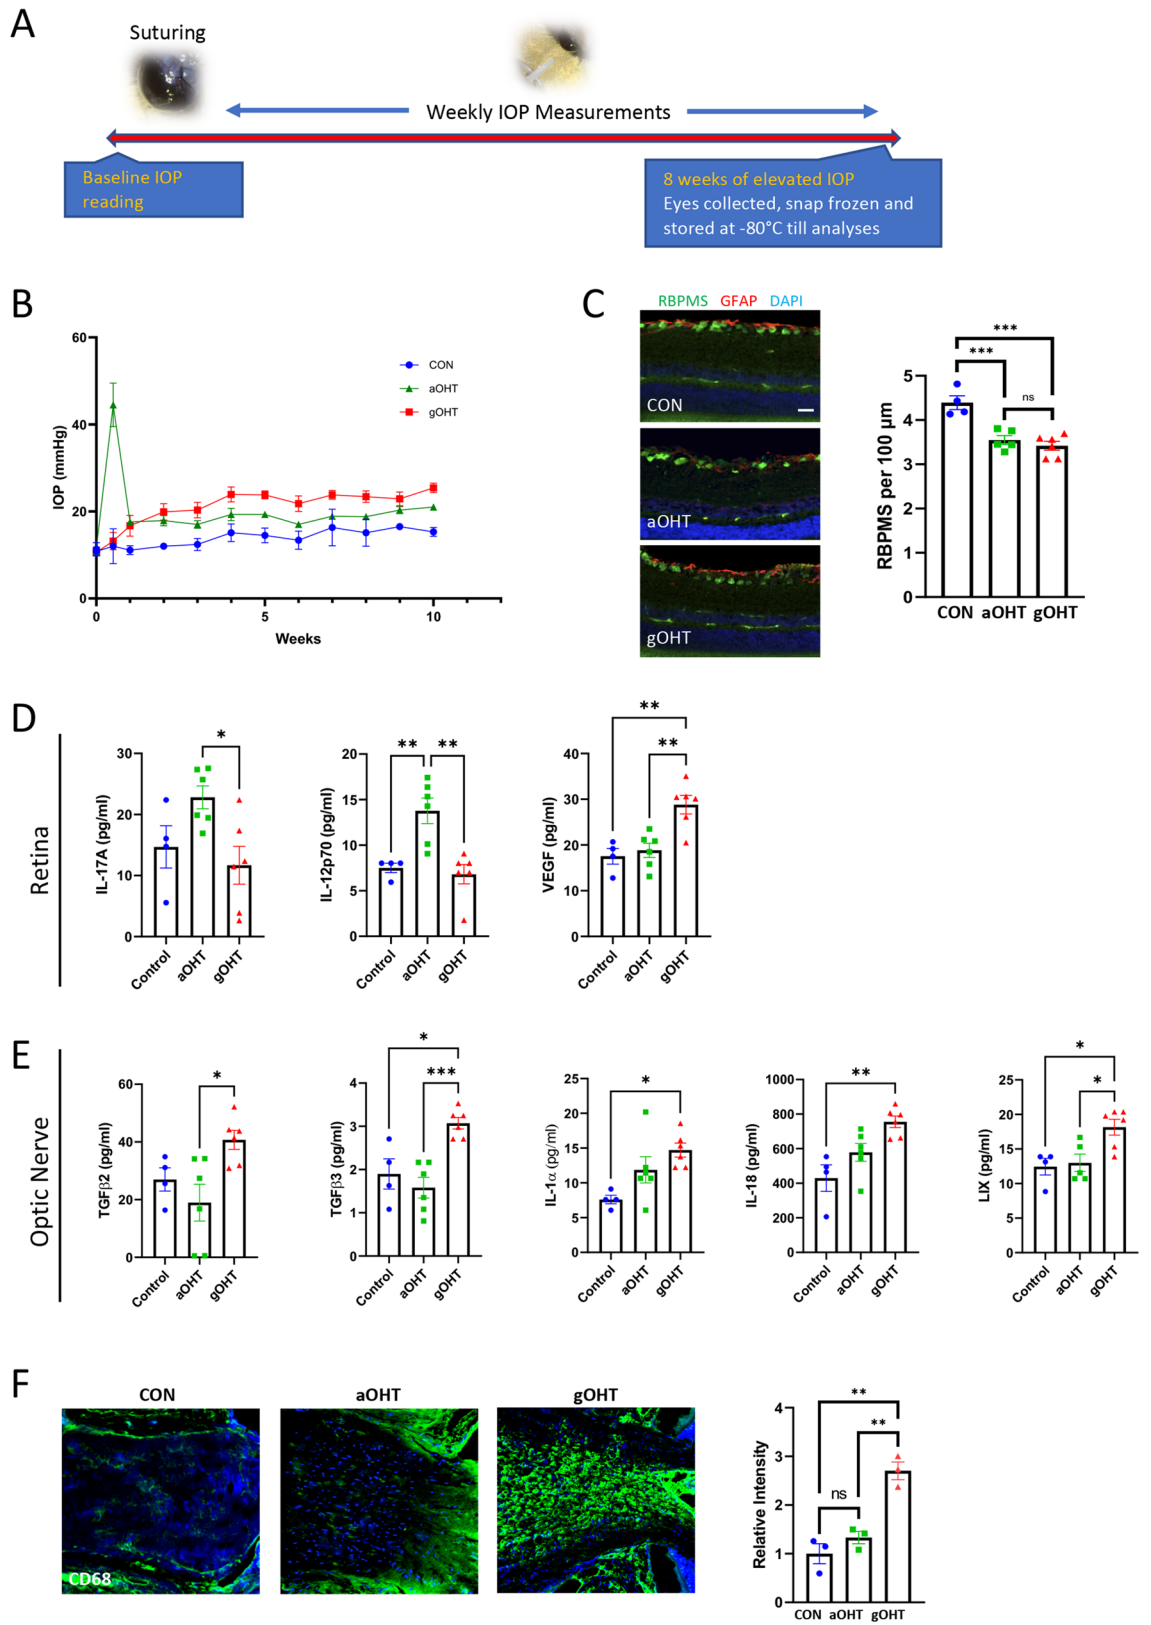 A
Suturing
Weekly IOP Measurements
Baseline IOP
reading
8 weeks of elevated IOP
Eyes collected, snap frozen and
stored at -80°C till analyses
B
60
40
20
0
IOP (mmHg)
0
5
10
Weeks
CON
aOHT
gOHT
C
RBPMS GFAP DAPI
CON
aOHT
gOHT
***
***
ns
5
4
3
2
1
0
RBPMS per 100 µm
CON aOHT gOHT
D
Retina
*
30
20
10
0
IL-17A (pg/ml)
Control
aOHT
gOHT
** **
20
15
10
5
0
IL-12p70 (pg/ml)
Control
aOHT
gOHT
**
**
40
30
20
10
0
VEGF (pg/ml)
Control
aOHT
gOHT
E
Optic Nerve
*
60
40
20
0
TGFβ2 (pg/ml)
Control
aOHT
gOHT
*
***
4
3
2
1
0
TGFβ3 (pg/ml)
Control
aOHT
gOHT
*
25
20
15
10
5
0
IL-1α (pg/ml)
Control
aOHT
gOHT
**
1000
800
600
400
200
0
IL-18 (pg/ml)
Control
aOHT
gOHT
*
*
25
20
15
10
5
0
LIX (pg/ml)
Control
aOHT
gOHT
F
CON
aOHT
gOHT
CD68
**
**
ns
4
3
2
1
0
Relative Intensity
CON aOHT gOHT